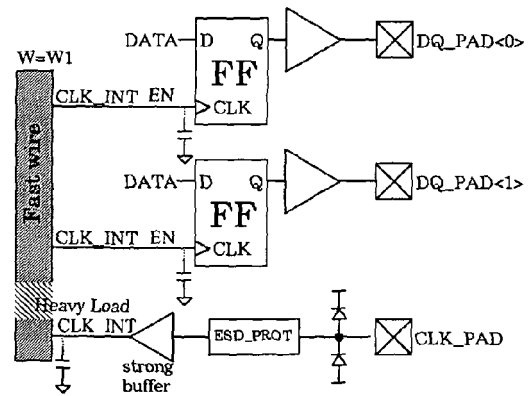 DATA
D
Q
FF
CLK
DQ_PAD<0>
W=W1
CLK_INT EN
Fast wire
DATA
D
Q
FF
CLK
DQ_PAD<1>
CLK_INT EN
Heavy Load
CLK_INT
strong
buffer
ESD_PROT
CLK_PAD